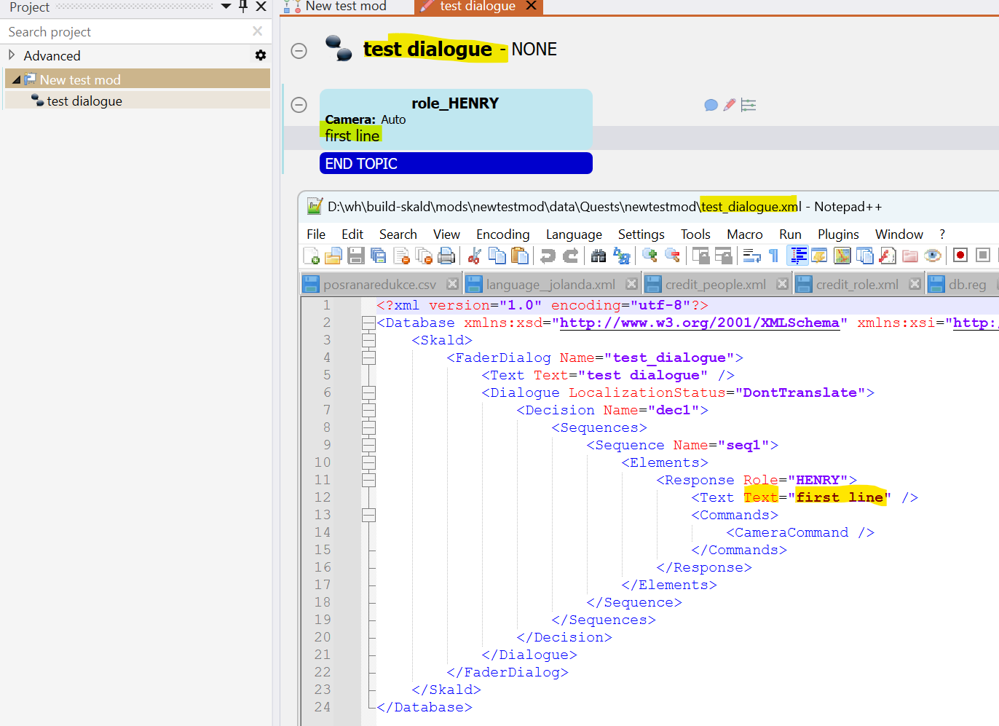 Project
New test mod
test dialogue
Search project
Advanced
New test mod
test dialogue
test dialogue - NONE
role_HENRY
Camera: Auto
first line
END TOPIC
D:\wh\build-skald\mods\newtestmod\data\Quests\newtestmod\test_dialogue.xml - Notepad++
File Edit Search View Encoding Language Settings Tools Macro Run Plugins Window ?
posranaredukce.csv language_jolanda.xml credit_people.xml credit_role.xml db.reg
1 <?xml version="1.0" encoding="utf-8"?>
2 <Database xmlns:xsd="http://www.w3.org/2001/XMLSchema" xmlns:xsi="http:
3 <Skald>
4 <FaderDialog Name="test_dialogue">
5 <Text Text="test dialogue" />
6 <Dialogue LocalizationStatus="DontTranslate">
7 <Decision Name="dec1">
8 <Sequences>
9 <Sequence Name="seq1">
10 <Elements>
11 <Response Role="HENRY">
12 <Text Text="first line" />
13 <Commands>
14 <CameraCommand />
15 </Commands>
16 </Response>
17 </Elements>
18 </Sequence>
19 </Sequences>
20 </Decision>
21 </Dialogue>
22 </FaderDialog>
23 </Skald>
24 </Database>